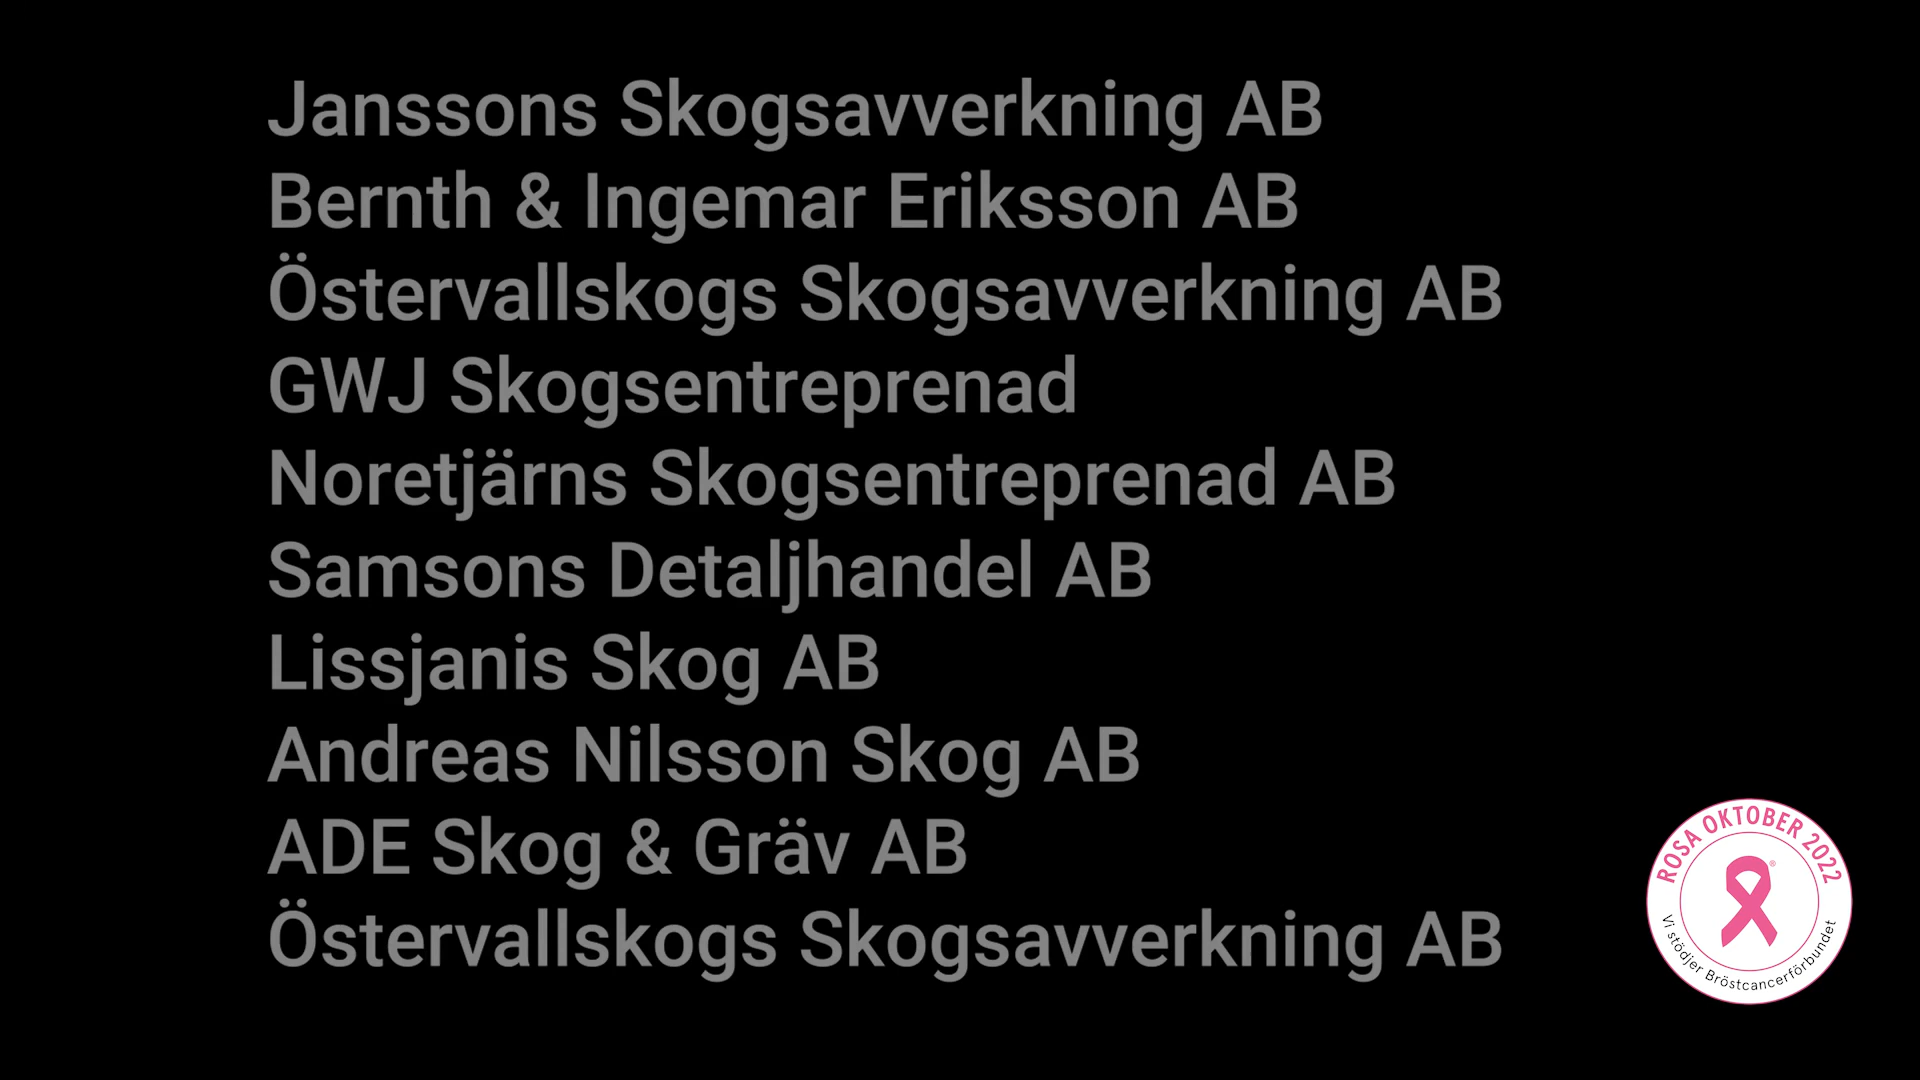 Janssons Skogsavverkning AB
Bernth & Ingemar Eriksson AB
Östervallskogs Skogsavverkning AB
GWJ Skogsentreprenad
Noretjärns Skogsentreprenad AB
Samsons Detaljhandel AB
Lissjanis Skog AB
Andreas Nilsson Skog AB
ADE Skog & Gräv AB
Östervallskogs Skogsavverkning AB
ROSA OKTOBER 2022
®
Vi stödjer Bröstcancerförbundet